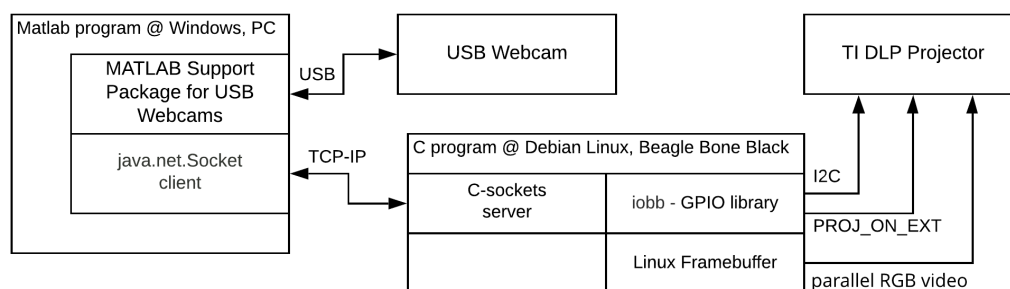 Matlab program @ Windows, PC
MATLAB Support
Package for USB
Webcams
java.net.Socket
client
USB
USB Webcam
TI DLP Projector
TCP-IP
C program @ Debian Linux, Beagle Bone Black
C-sockets
server
iobb - GPIO library
Linux Framebuffer
I2C
PROJ_ON_EXT
parallel RGB video